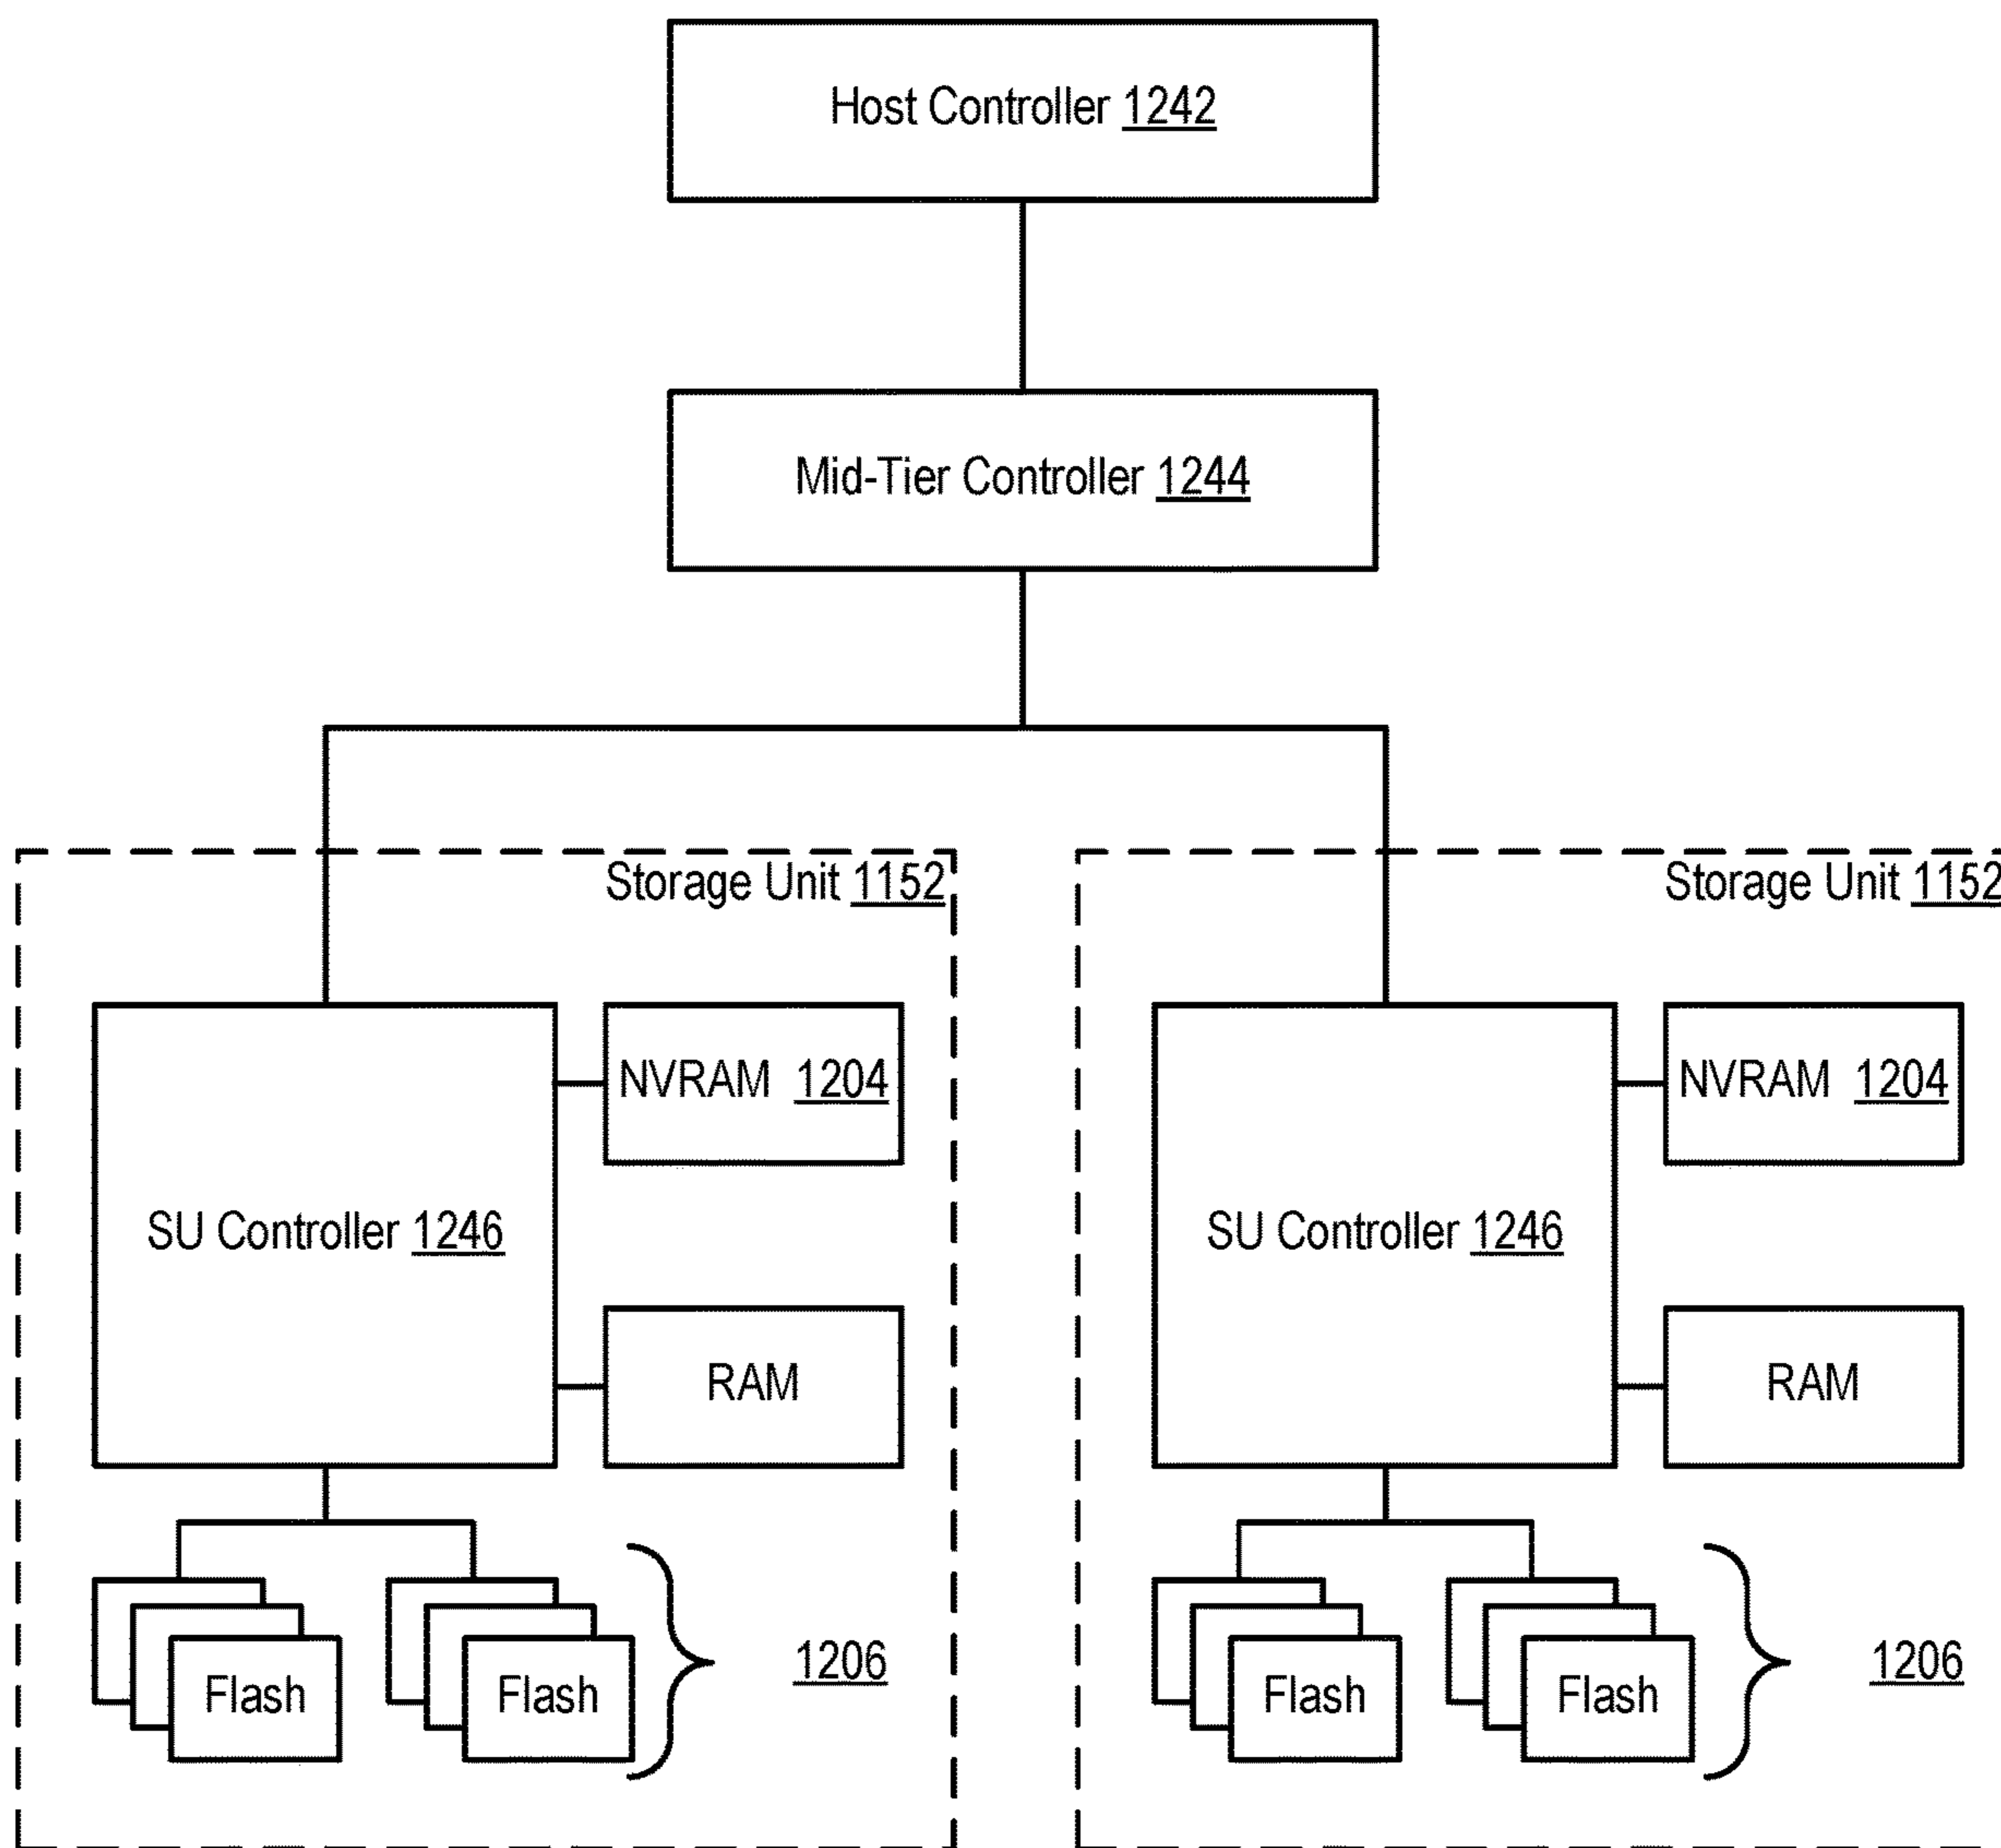 Host Controller 1242
Mid-Tier Controller 1244
Storage Unit 1152
Storage Unit 1152
NVRAM 1204
SU Controller 1246
RAM
Flash
Flash
1206
NVRAM 1204
SU Controller 1246
RAM
Flash
Flash
1206